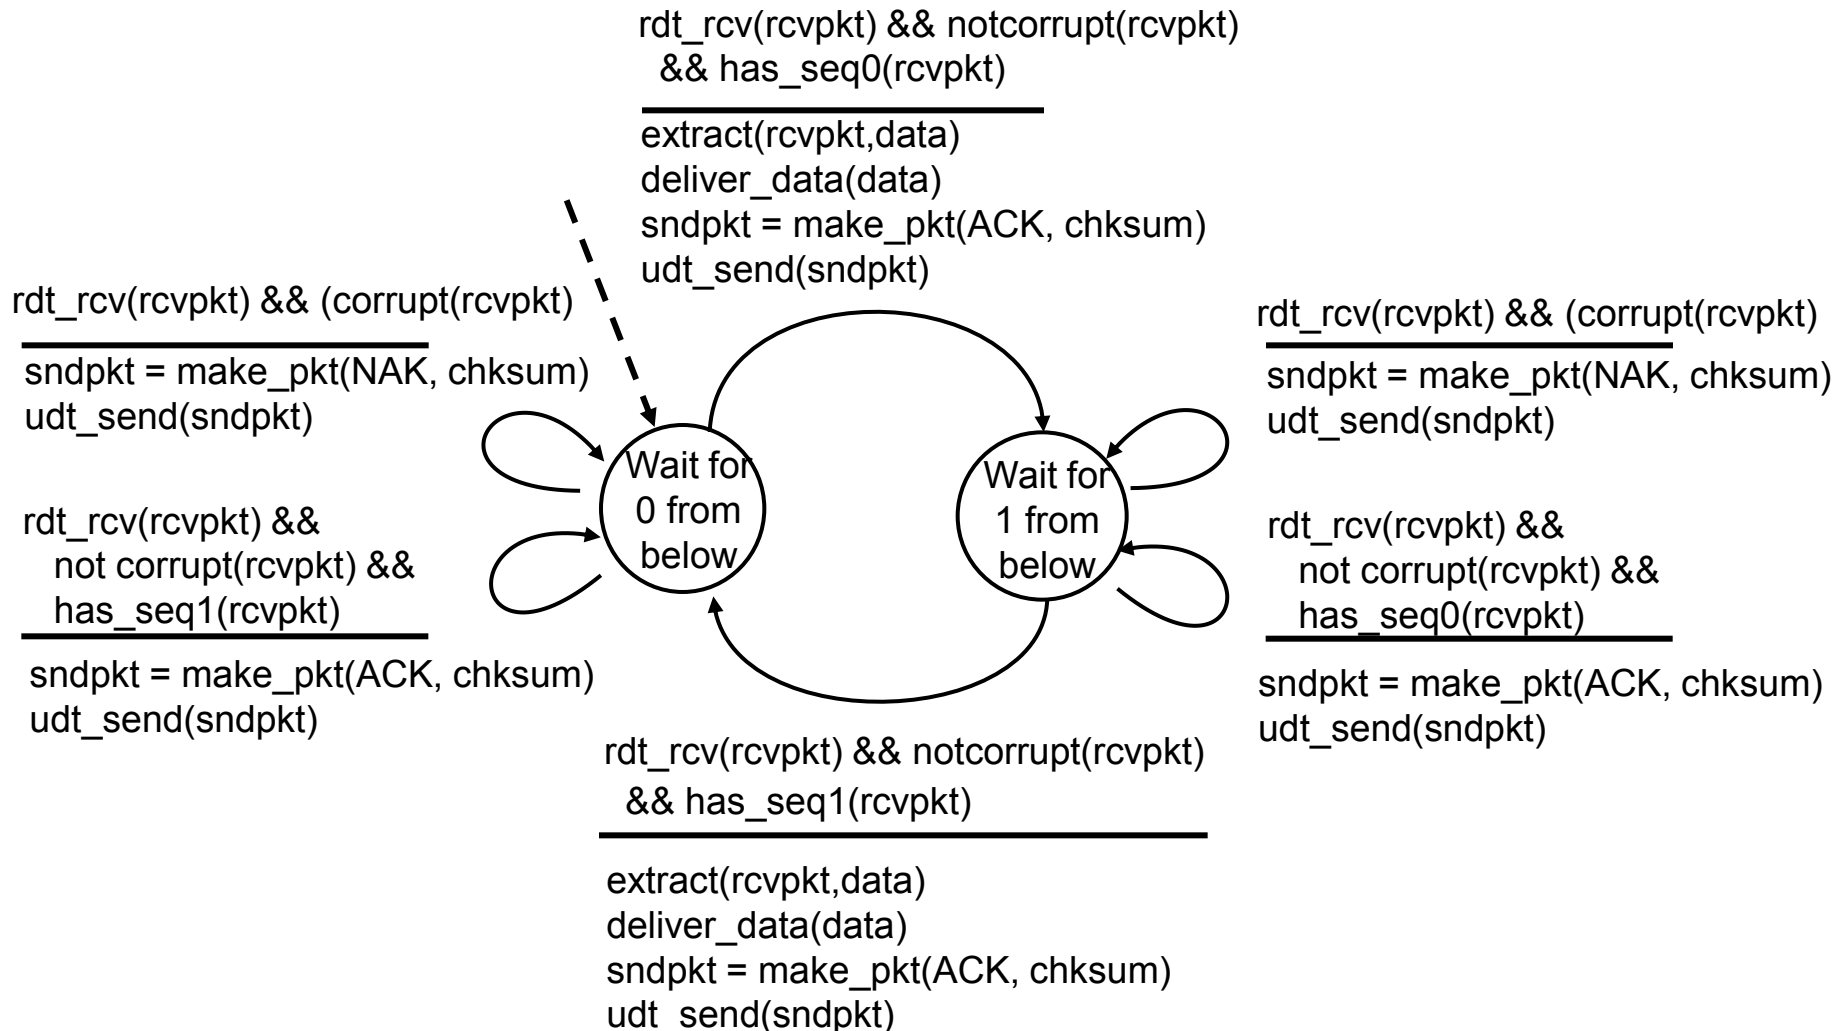 rdt_rcv(rcvpkt) && notcorrupt(rcvpkt)
&& has_seq0(rcvpkt)
extract(rcvpkt,data)
deliver_data(data)
sndpkt = make_pkt(ACK, chksum)
udt_send(sndpkt)
rdt_rcv(rcvpkt) && (corrupt(rcvpkt)
sndpkt = make_pkt(NAK, chksum)
udt_send(sndpkt)
rdt_rcv(rcvpkt) &&
not corrupt(rcvpkt) &&
has_seq1(rcvpkt)
sndpkt = make_pkt(ACK, chksum)
udt_send(sndpkt)
Wait for
0 from
below
Wait for
1 from
below
rdt_rcv(rcvpkt) && (corrupt(rcvpkt)
sndpkt = make_pkt(NAK, chksum)
udt_send(sndpkt)
rdt_rcv(rcvpkt) &&
not corrupt(rcvpkt) &&
has_seq0(rcvpkt)
sndpkt = make_pkt(ACK, chksum)
udt_send(sndpkt)
rdt_rcv(rcvpkt) && notcorrupt(rcvpkt)
&& has_seq1(rcvpkt)
extract(rcvpkt,data)
deliver_data(data)
sndpkt = make_pkt(ACK, chksum)
udt_send(sndpkt)